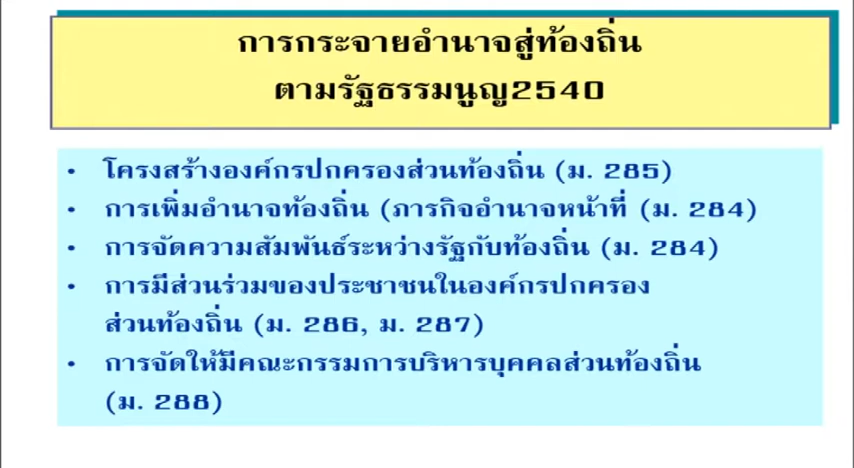 การกระจายอำนาจสู่ท้องถิ่น
ตามรัฐธรรมนูญ2540
• โครงสร้างองค์กรปกครองส่วนท้องถิ่น (ม. 285)
• การเพิ่มอำนาจท้องถิ่น (ภารกิจอำนาจหน้าที่ (ม. 284)
• การจัดความสัมพันธ์ระหว่างรัฐกับท้องถิ่น (ม. 284)
• การมีส่วนร่วมของประชาชนในองค์กรปกครอง
ส่วนท้องถิ่น (ม. 286, ม. 287)
• การจัดให้มีคณะกรรมการบริหารบุคคลส่วนท้องถิ่น
(ม. 288)